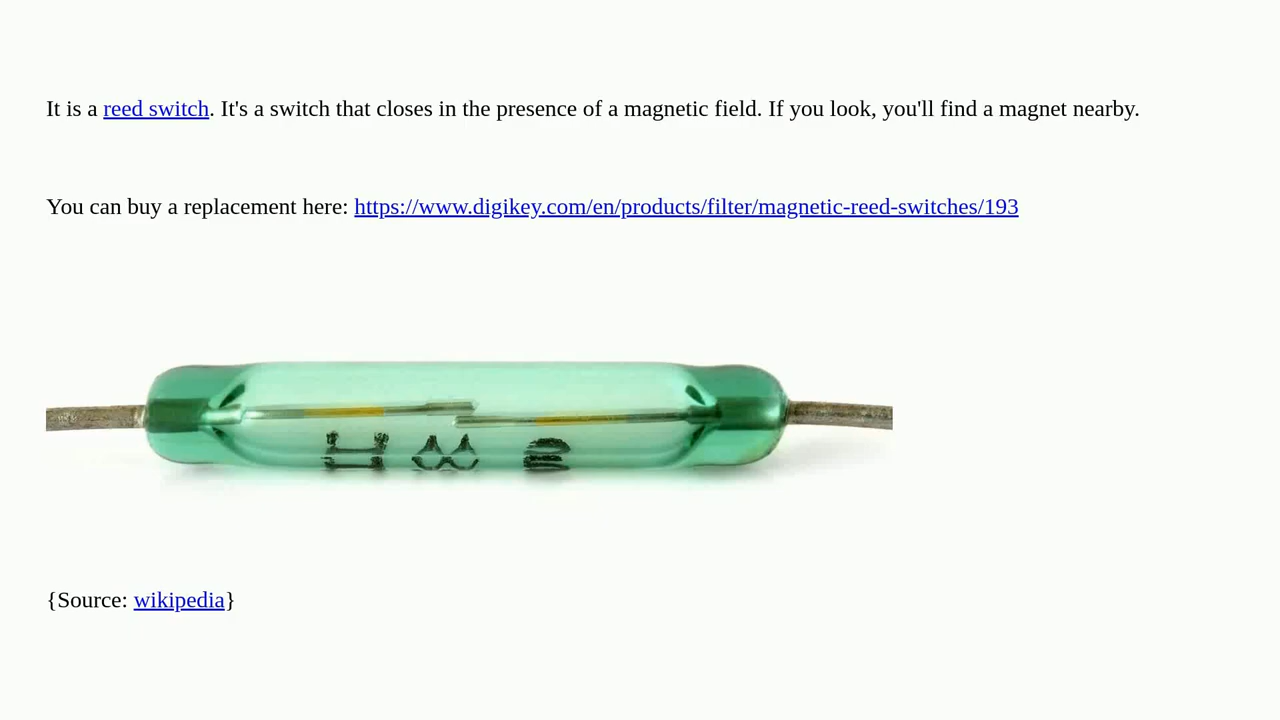 It is a reed switch. It's a switch that closes in the presence of a magnetic field. If you look, you'll find a magnet nearby.
You can buy a replacement here: https://www.digikey.com/en/products/filter/magnetic-reed-switches/193
{Source: wikipedia}